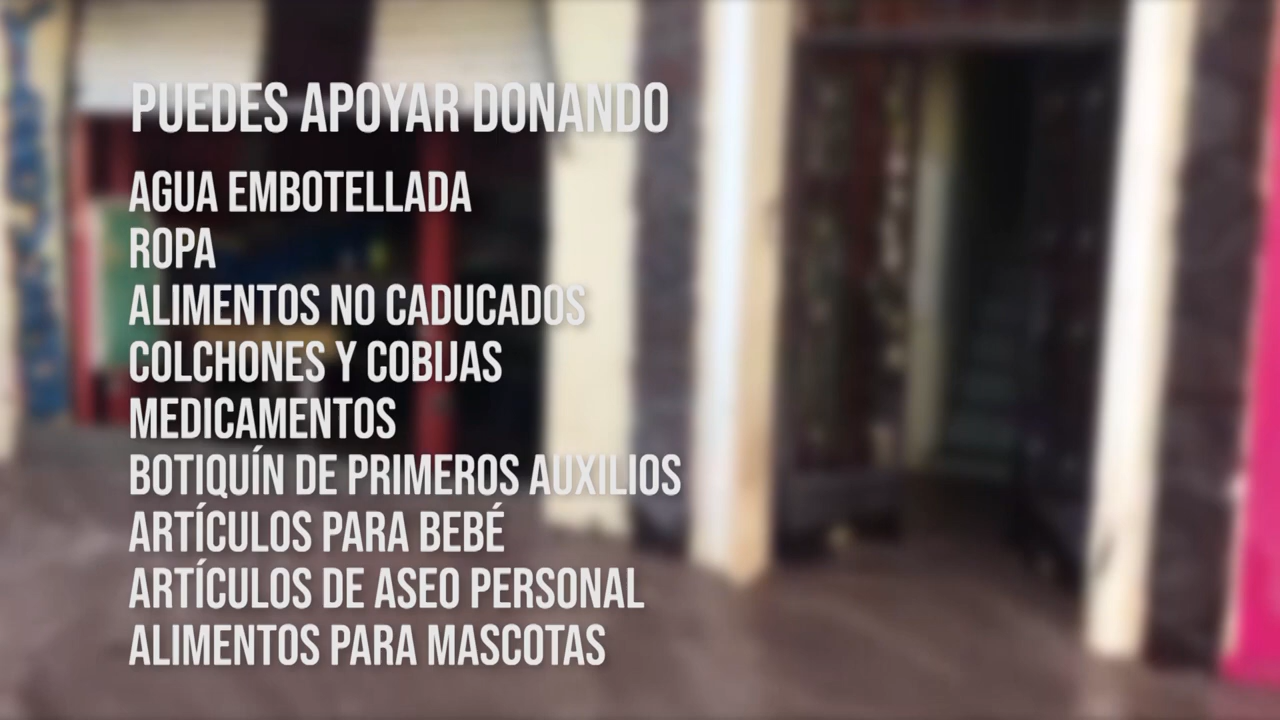 PUEDES APOYAR DONANDO
AGUA EMBOTELLADA
ROPA
ALIMENTOS NO CADUCADOS
COLCHONES Y COBIJAS
MEDICAMENTOS
BOTIQUÍN DE PRIMEROS AUXILIOS
ARTÍCULOS PARA BEBÉ
ARTÍCULOS DE ASEO PERSONAL
ALIMENTOS PARA MASCOTAS